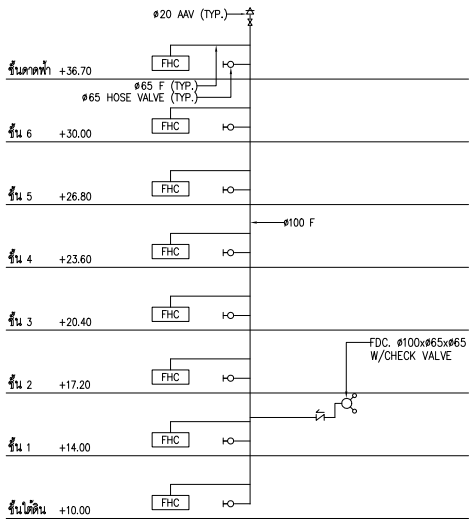 ø20 AAV (TYP.)
FHC
ชั้นดาดฟ้า +36.70
ø65 F (TYP.)
ø65 HOSE VALVE (TYP.)
FHC
ชั้น 6 +30.00
FHC
ชั้น 5 +26.80
ø100 F
FHC
ชั้น 4 +23.60
FHC
ชั้น 3 +20.40
FDC. ø100xø65xø65
W/CHECK VALVE
FHC
ชั้น 2 +17.20
FHC
ชั้น 1 +14.00
FHC
ชั้นใต้ดิน +10.00